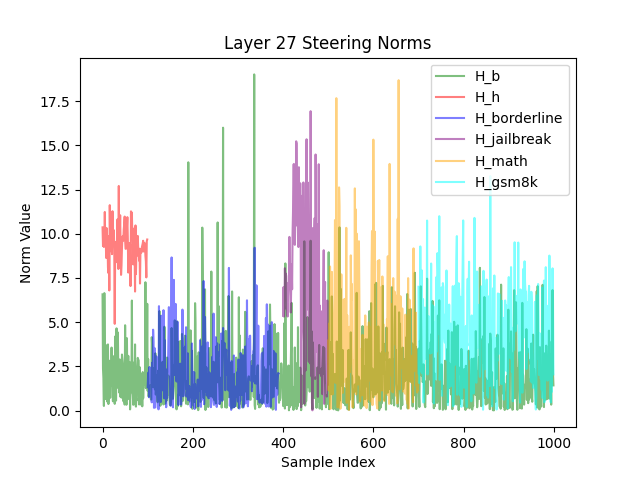 Layer 27 Steering Norms
Norm Value
17.5
15.0
12.5
10.0
7.5
5.0
2.5
0.0
H_b
H_h
H_borderline
H_jailbreak
H_math
H_gsm8k
0
200
400
600
800
1000
Sample Index